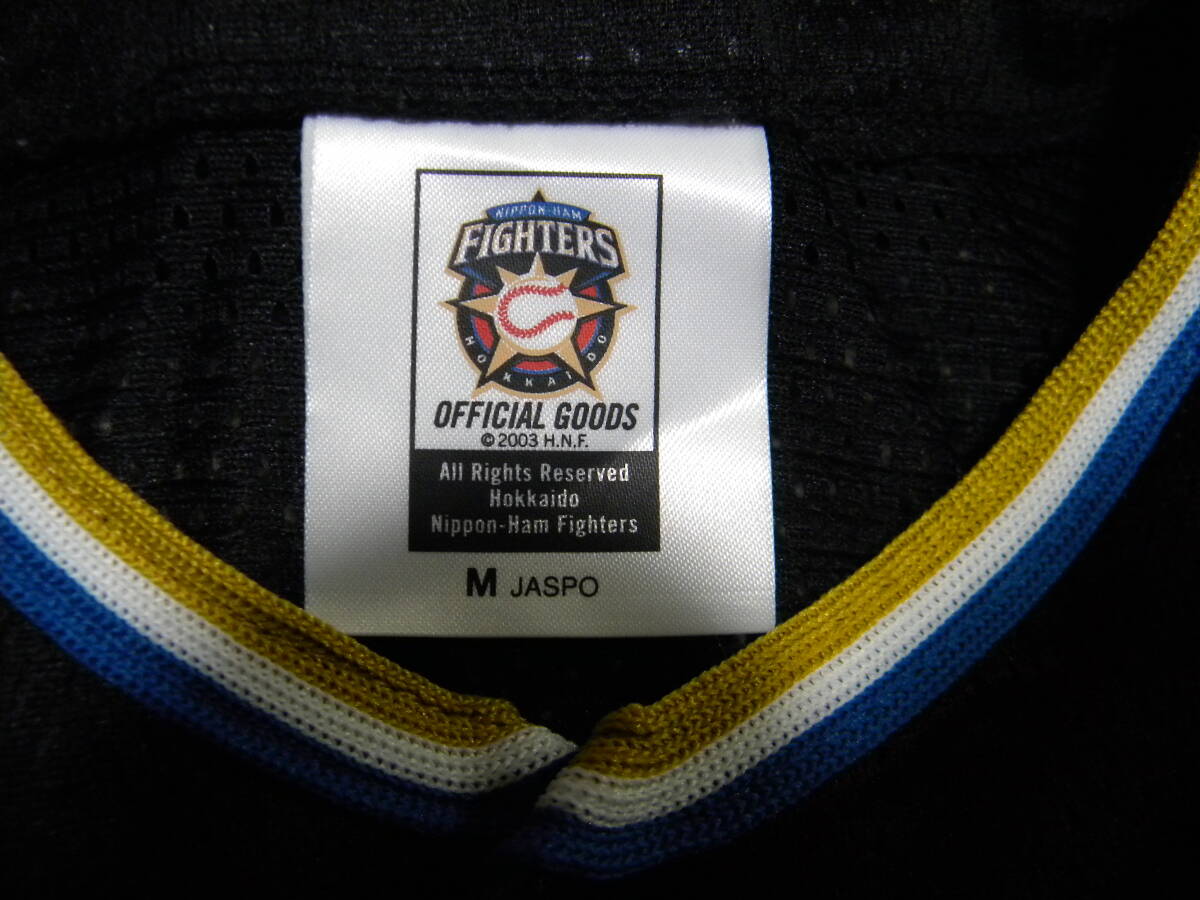 NIPPON-HAM
FIGHTERS
HOKKAIDO
OFFICIAL GOODS
©2003 H.N.F.
All Rights Reserved
Hokkaido
Nippon-Ham Fighters
M JASPO